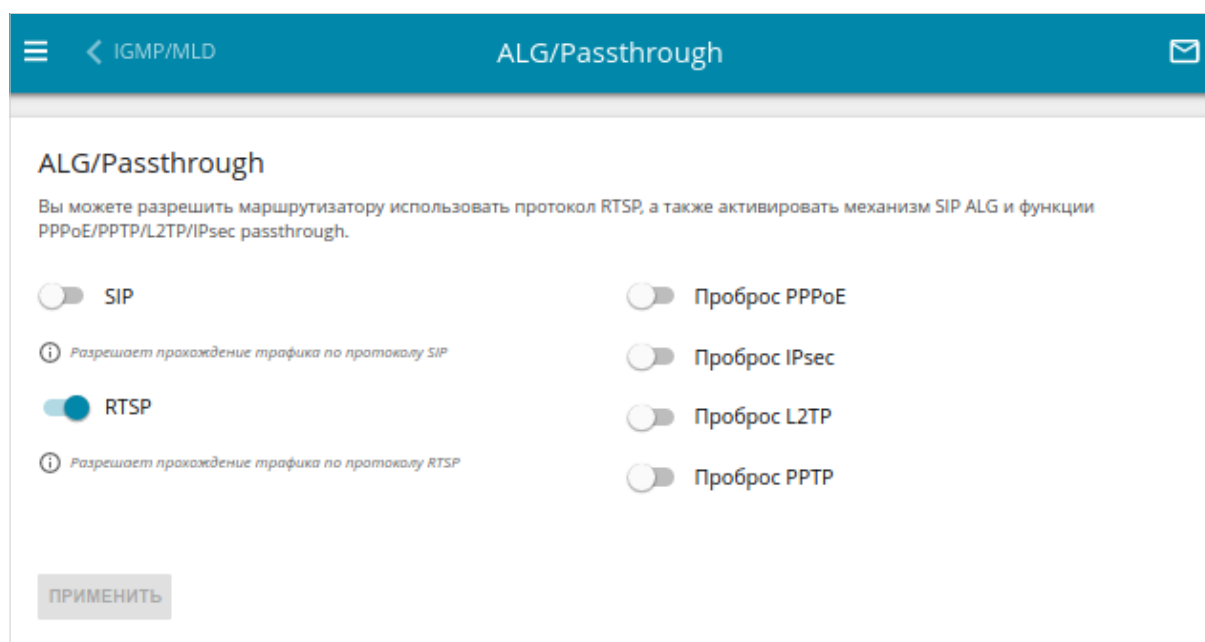 IGMP/MLD
ALG/Passthrough
ALG/Passthrough
Вы можете разрешить маршрутизатору использовать протокол RTSP, а также активировать механизм SIP ALG и функции
PPPoE/PPTP/L2TP/IPsec passthrough.
SIP
Разрешает прохождение трафика по протоколу SIP
RTSP
Разрешает прохождение трафика по протоколу RTSP
Проброс PPPoE
Проброс IPsec
Проброс L2TP
Проброс PPTP
ПРИМЕНИТЬ